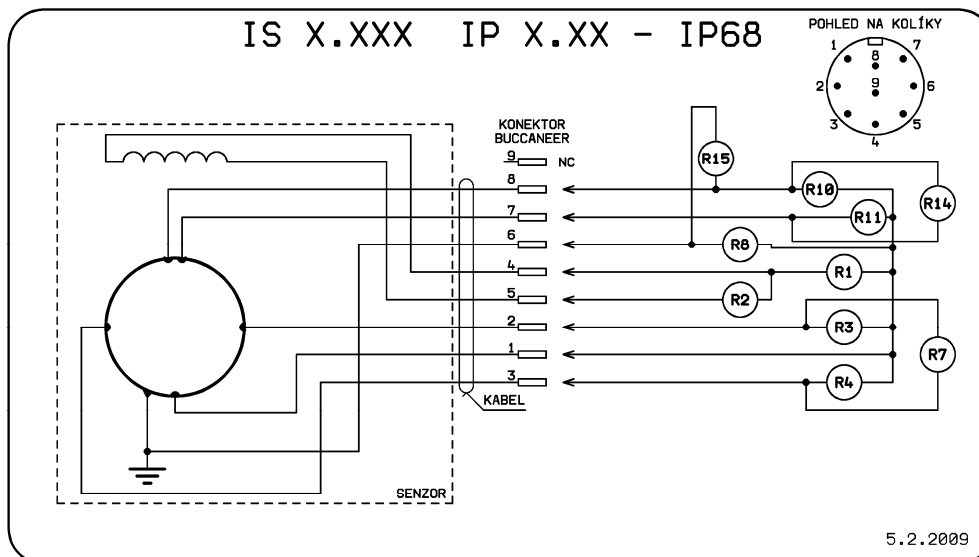 IS X.XXX IP X.XX - IP68
POHLED NA KOLÍKY
1
7
8
2
9
6
3
5
4
KONEKTOR
BUCCANEER
9 NC
R15
8
R10
R14
7
R11
6
R8
4
R1
5
R2
2
R3
1
R7
3
R4
KABEL
SENZOR
5.2.2009